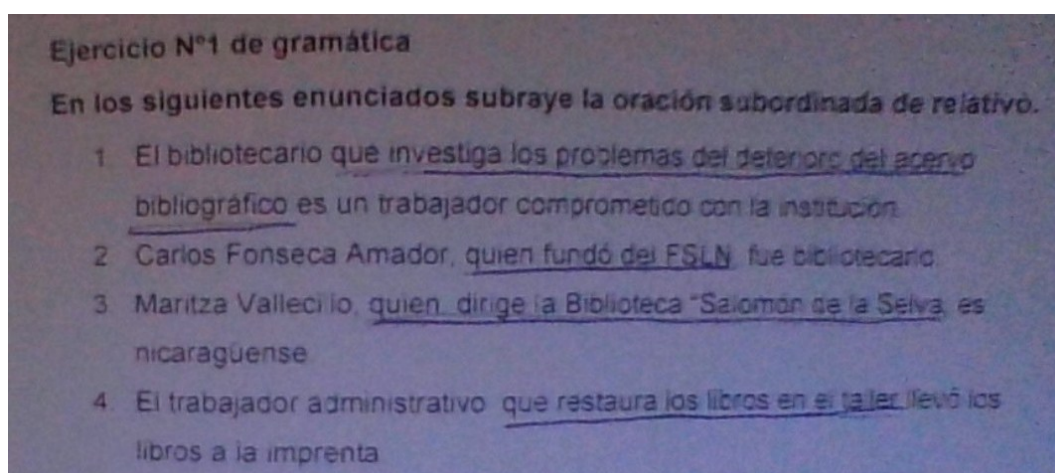 Ejercicio N°1 de gramática
En los siguientes enunciados subraye la oración subordinada de relativo.
1. El bibliotecario que investiga los problemas del deterioro del acervo
bibliográfico es un trabajador comprometido con la institución.
2. Carlos Fonseca Amador, quien fundó del FSLN, fue bibliotecario.
3. Maritza Vallecillo, quien dirige la Biblioteca "Salomón de la Selva, es
nicaraguense
4. El trabajador administrativo que restaura los libros en el taller llevó los
libros a la imprenta